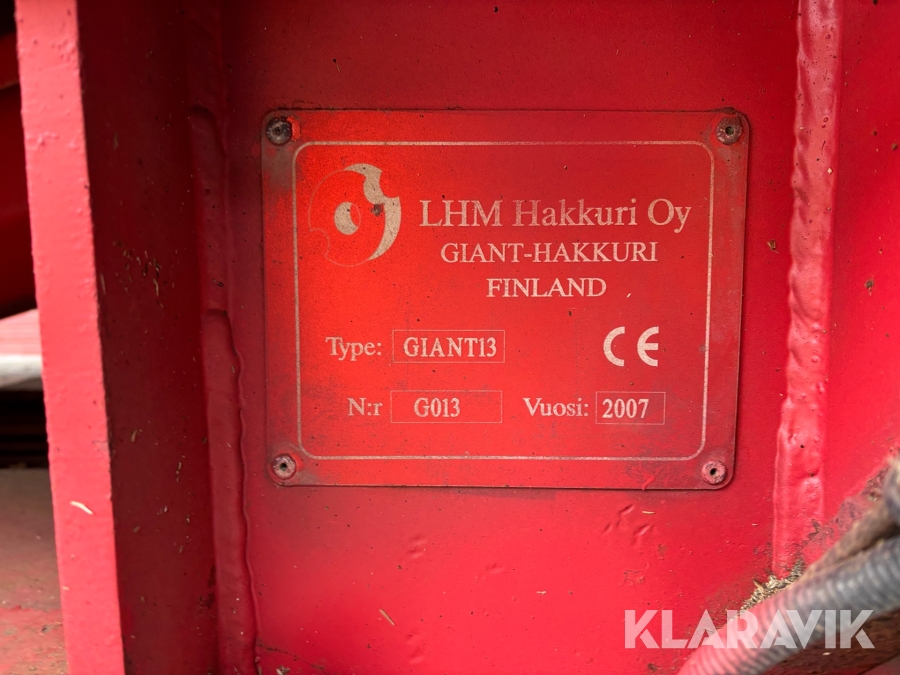 LHM Hakkuri Oy
GIANT-HAKKURI
FINLAND
Type: GIANT13
CE
N:r G013 Vuosi: 2007
KLARAVIK